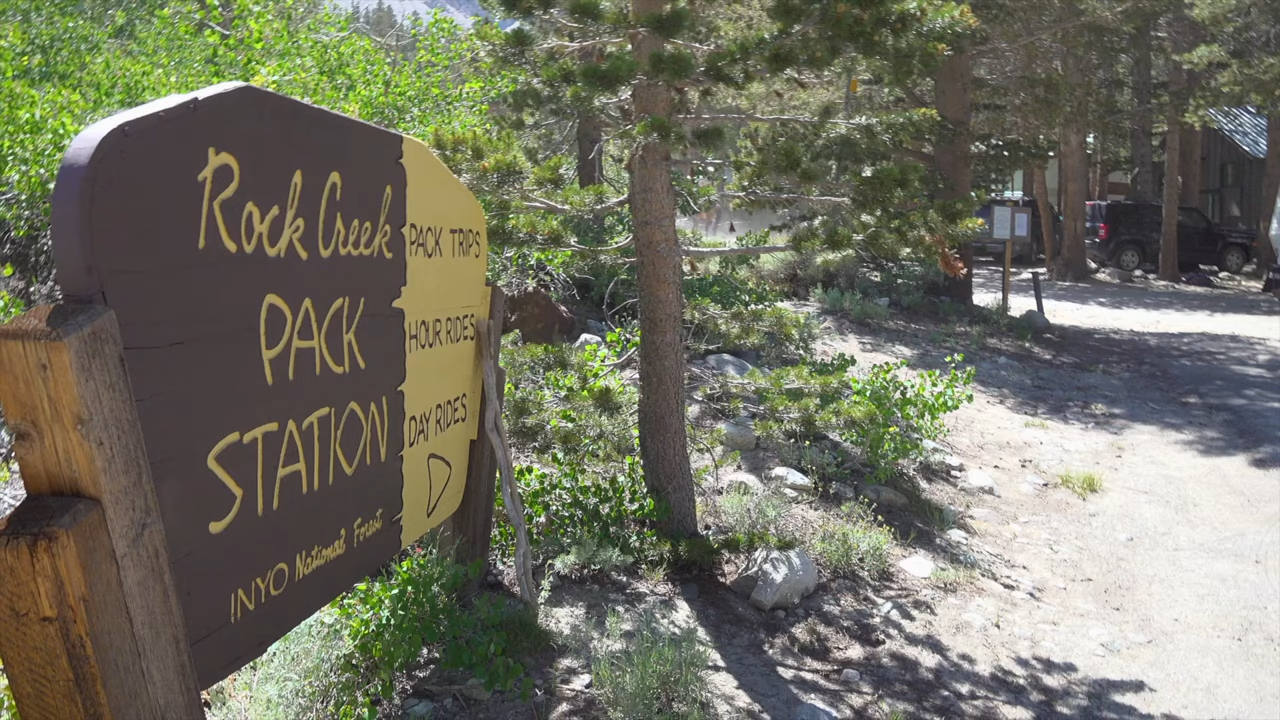 Rock Creek
PACK
STATION
INYO National Forest
PACK TRIPS
HOUR RIDES
DAY RIDES